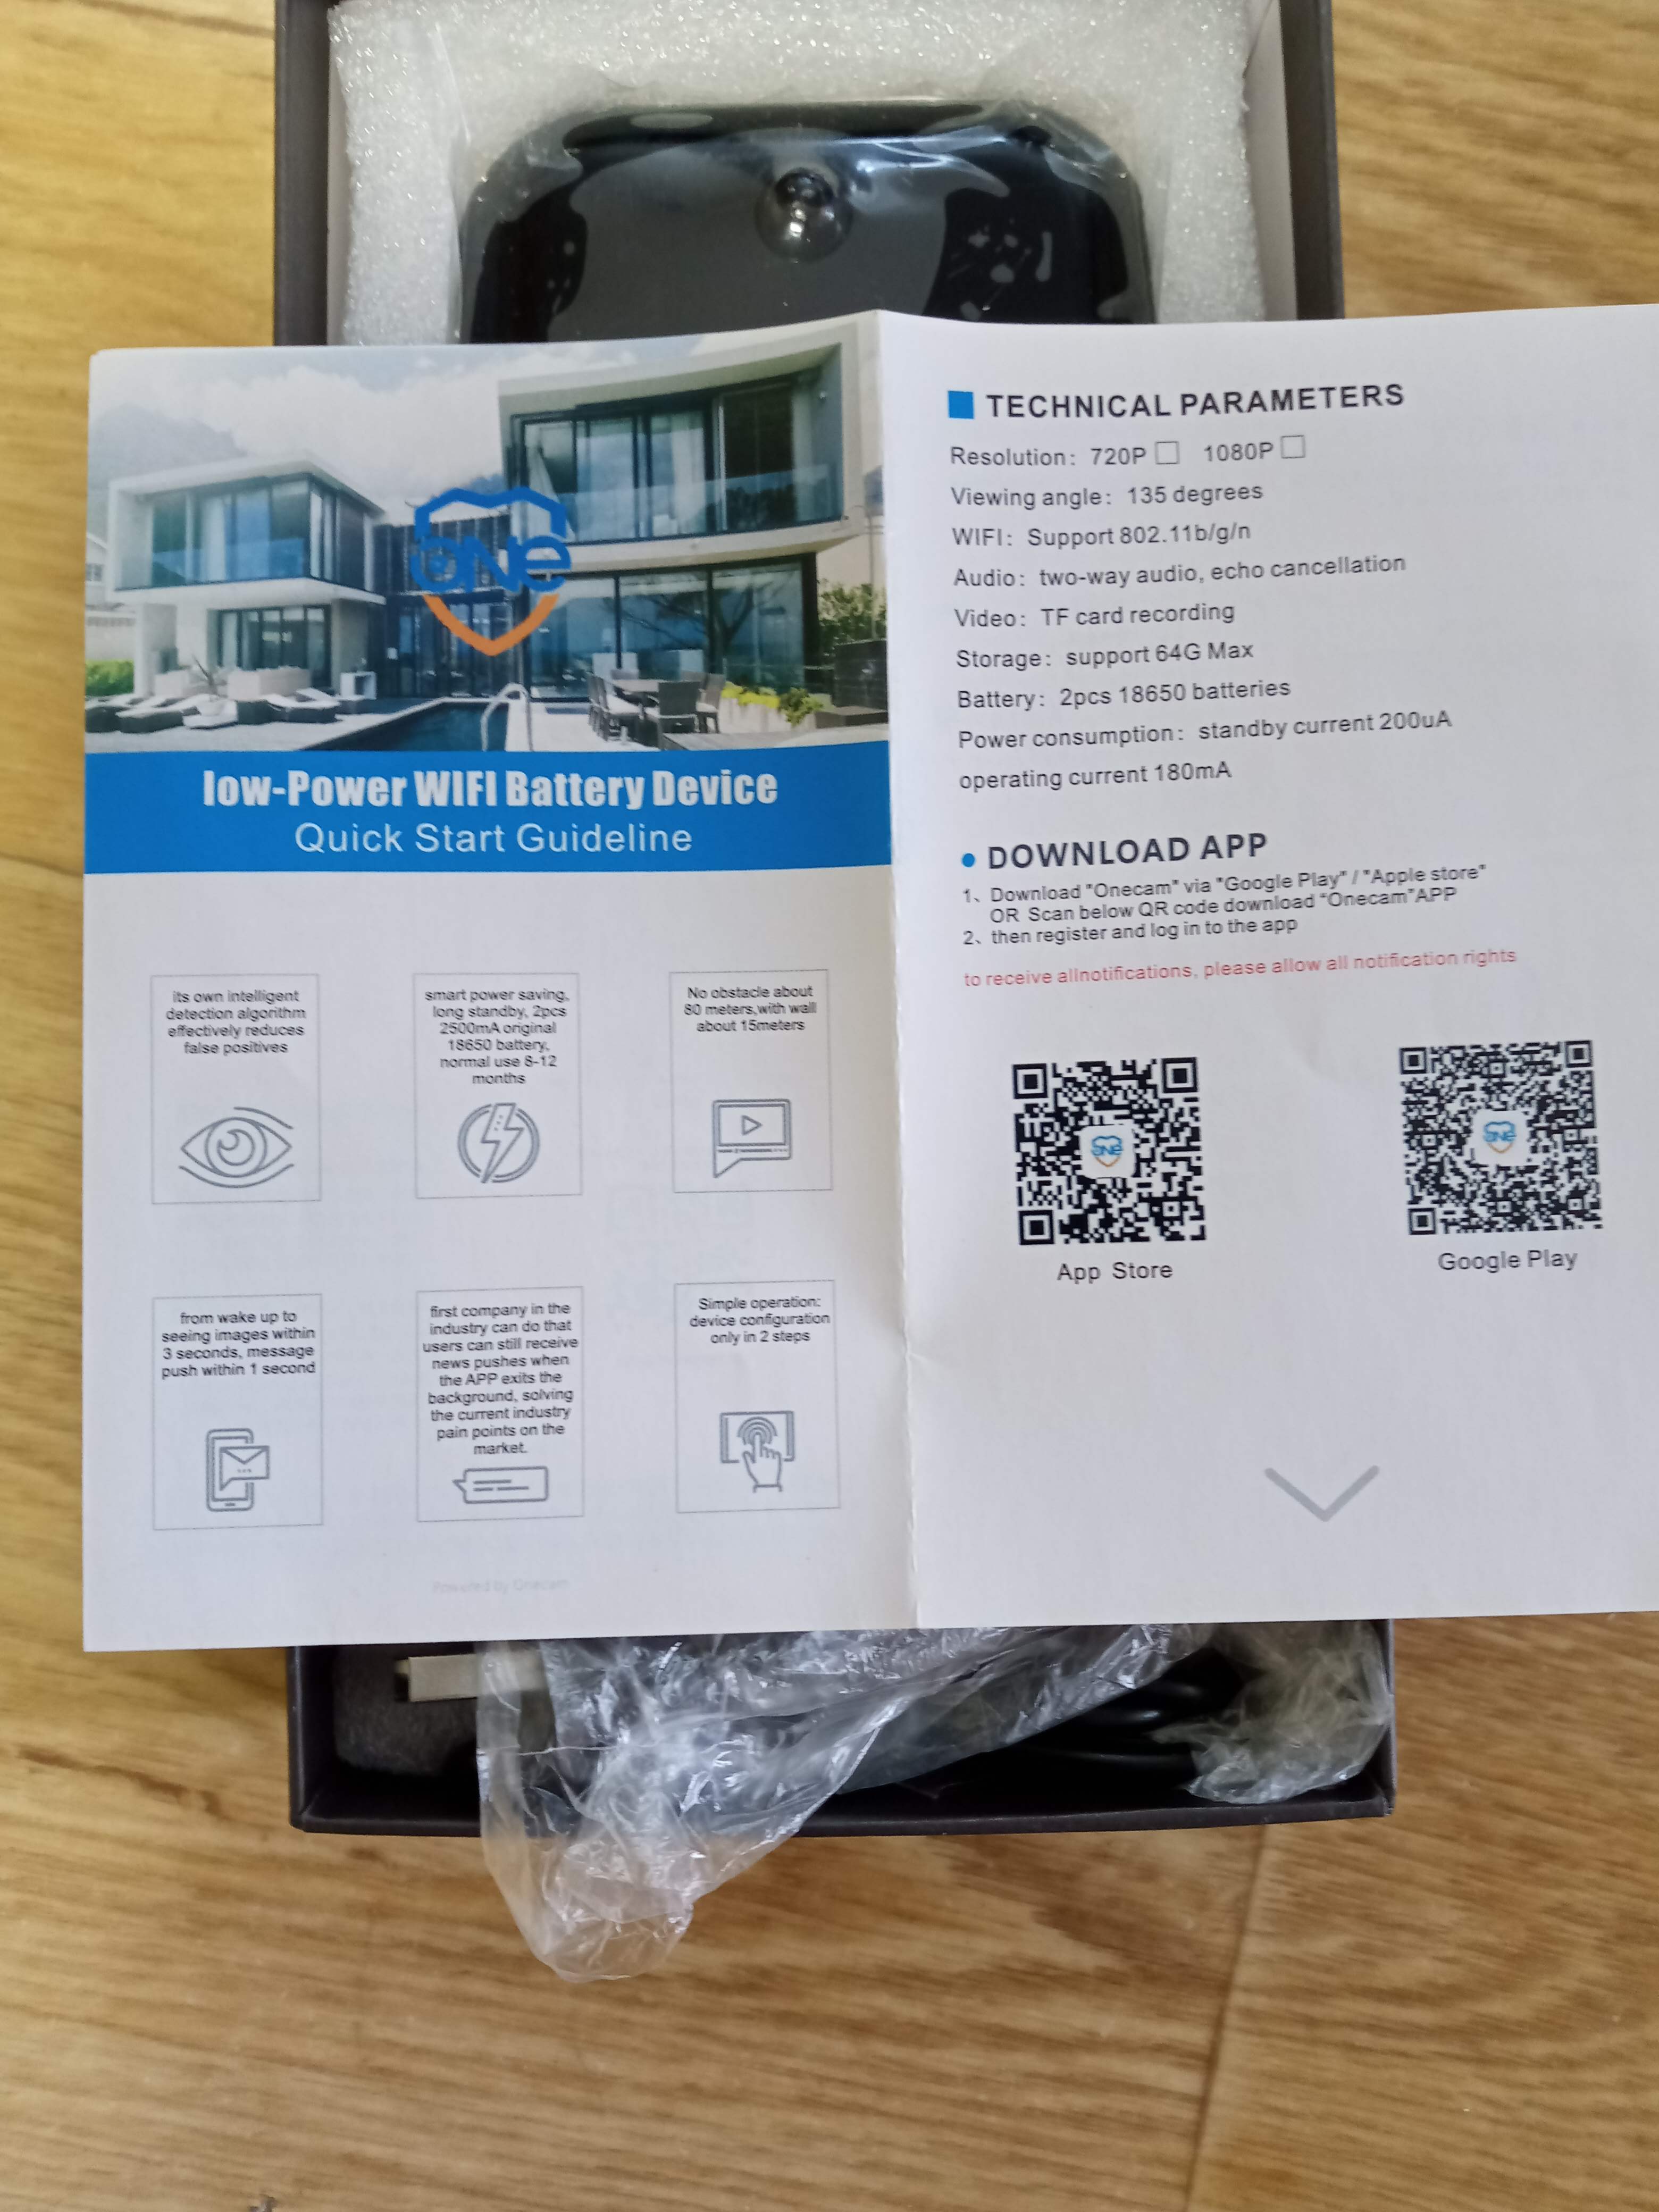 ONe
low-Power WIFI Battery Device
Quick Start Guideline
its own intelligent
detection algorithm
effectively reduces
false positives
smart power saving,
long standby, 2pcs
2500mA original
18650 battery,
normal use 8-12
months
No obstacle about
80 meters,with wall
about 15meters
from wake up to
seeing images within
3 seconds, message
push within 1 second
first company in the
industry can do that
users can still receive
news pushes when
the APP exits the
background, solving
the current industry
pain points on the
market.
Simple operation:
device configuration
only in 2 steps
Powered by Onecam
TECHNICAL PARAMETERS
Resolution: 720P 1080P
Viewing angle: 135 degrees
WIFI: Support 802.11b/g/n
Audio: two-way audio, echo cancellation
Video: TF card recording
Storage: support 64G Max
Battery: 2pcs 18650 batteries
Power consumption: standby current 200uA
operating current 180mA
DOWNLOAD APP
1、Download "Onecam" via "Google Play" / "Apple store"
OR Scan below QR code download "Onecam"APP
2、then register and log in to the app
to receive allnotifications, please allow all notification rights
ONe
App Store
ONe
Google Play